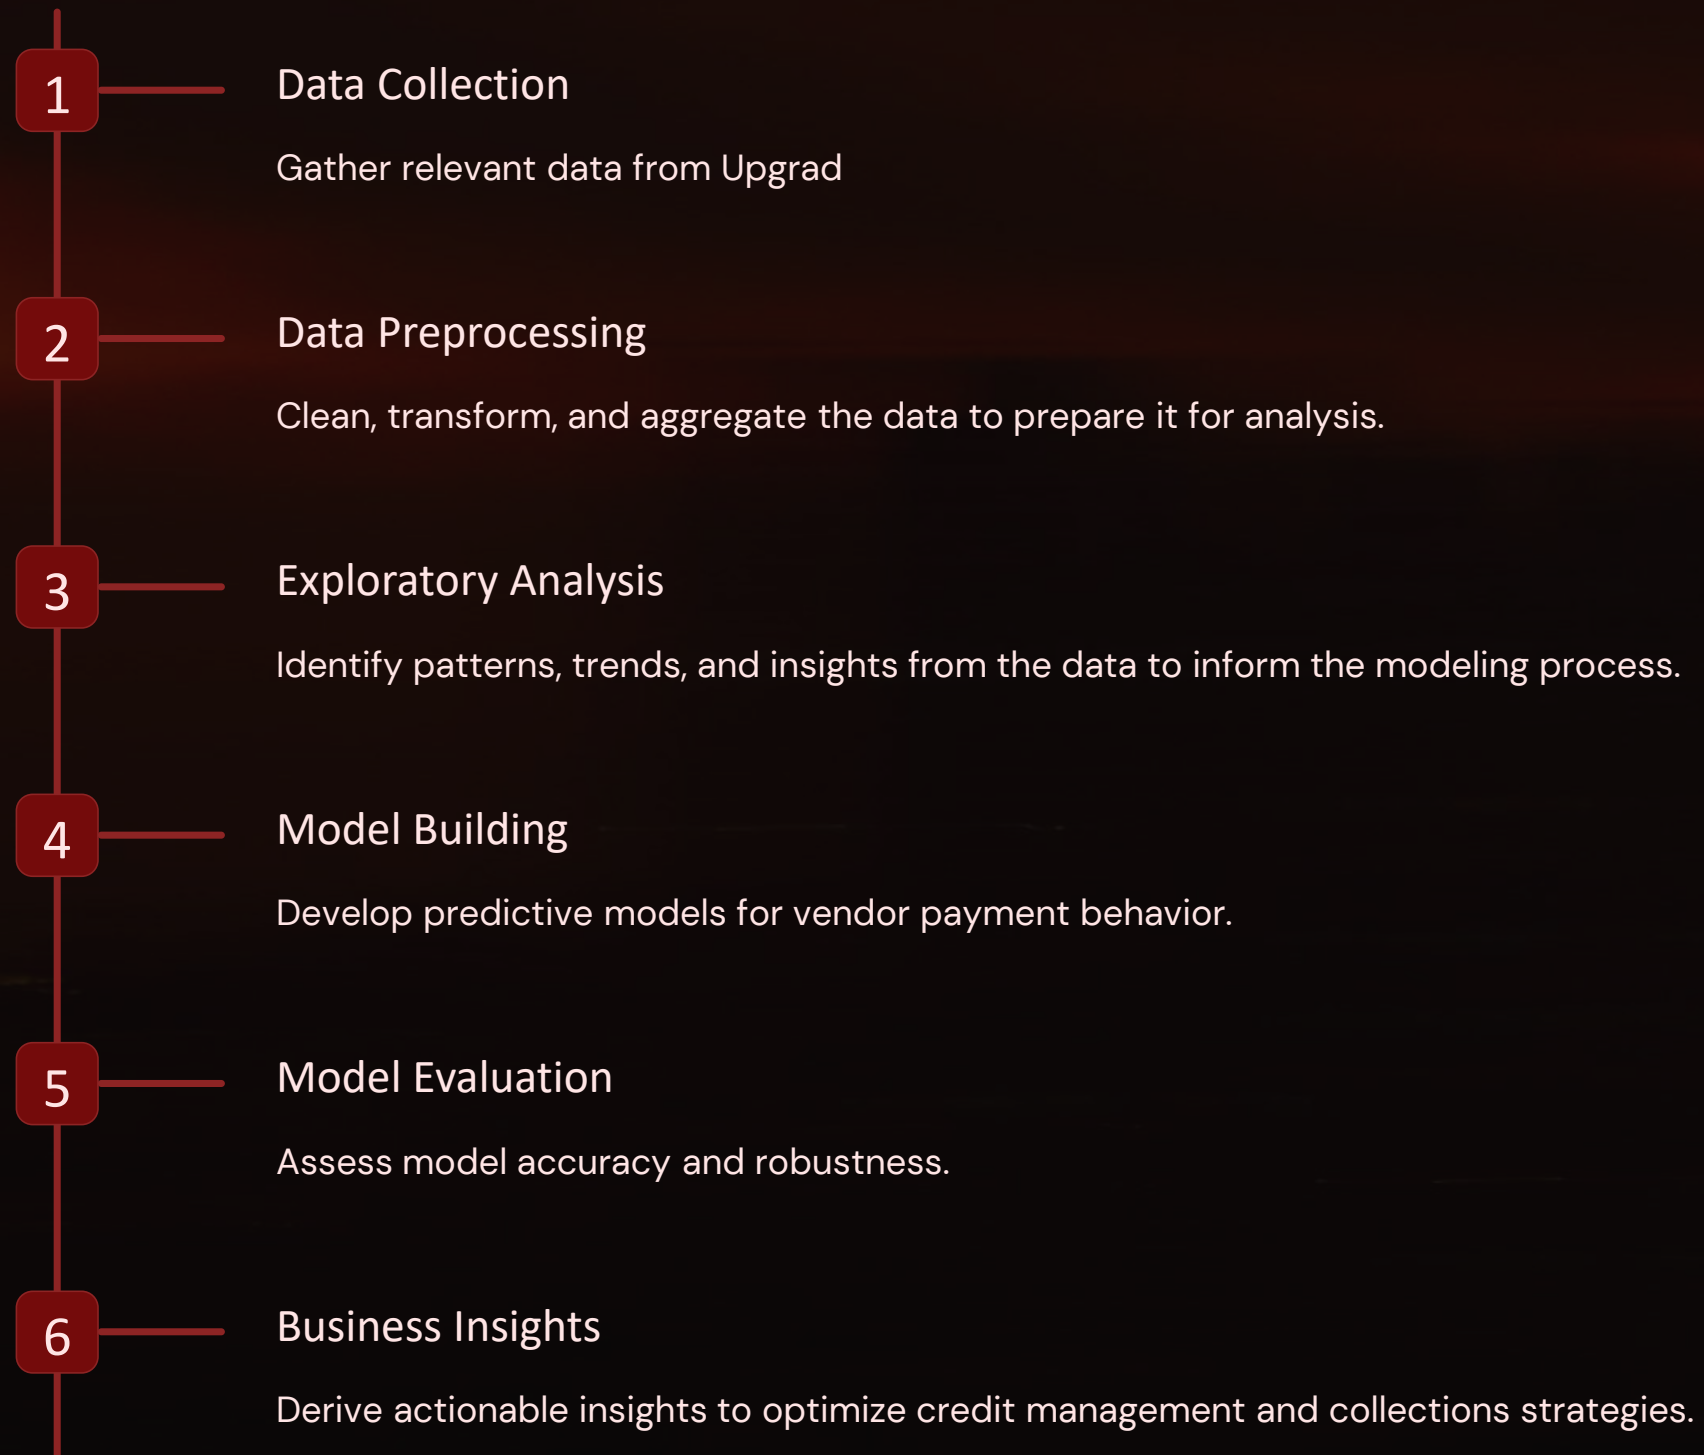 1
Data Collection
Gather relevant data from Upgrad
2
Data Preprocessing
Clean, transform, and aggregate the data to prepare it for analysis.
3
Exploratory Analysis
Identify patterns, trends, and insights from the data to inform the modeling process.
4
Model Building
Develop predictive models for vendor payment behavior.
5
Model Evaluation
Assess model accuracy and robustness.
6
Business Insights
Derive actionable insights to optimize credit management and collections strategies.